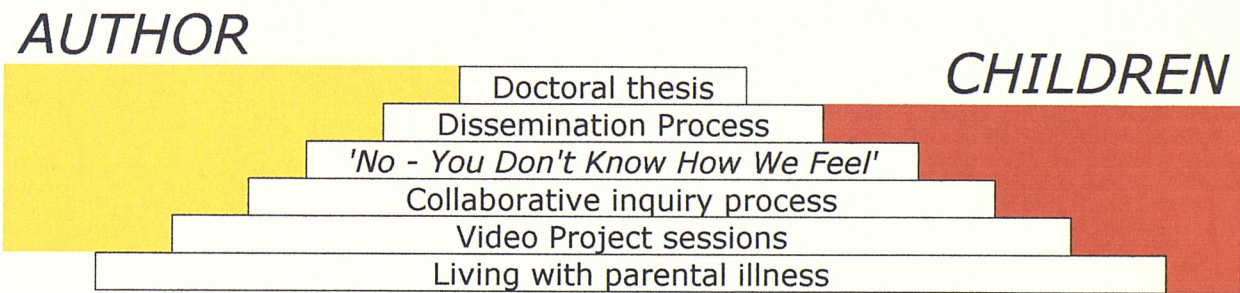 AUTHOR
CHILDREN
Doctoral thesis
Dissemination Process
'No - You Don't Know How We Feel'
Collaborative inquiry process
Video Project sessions
Living with parental illness